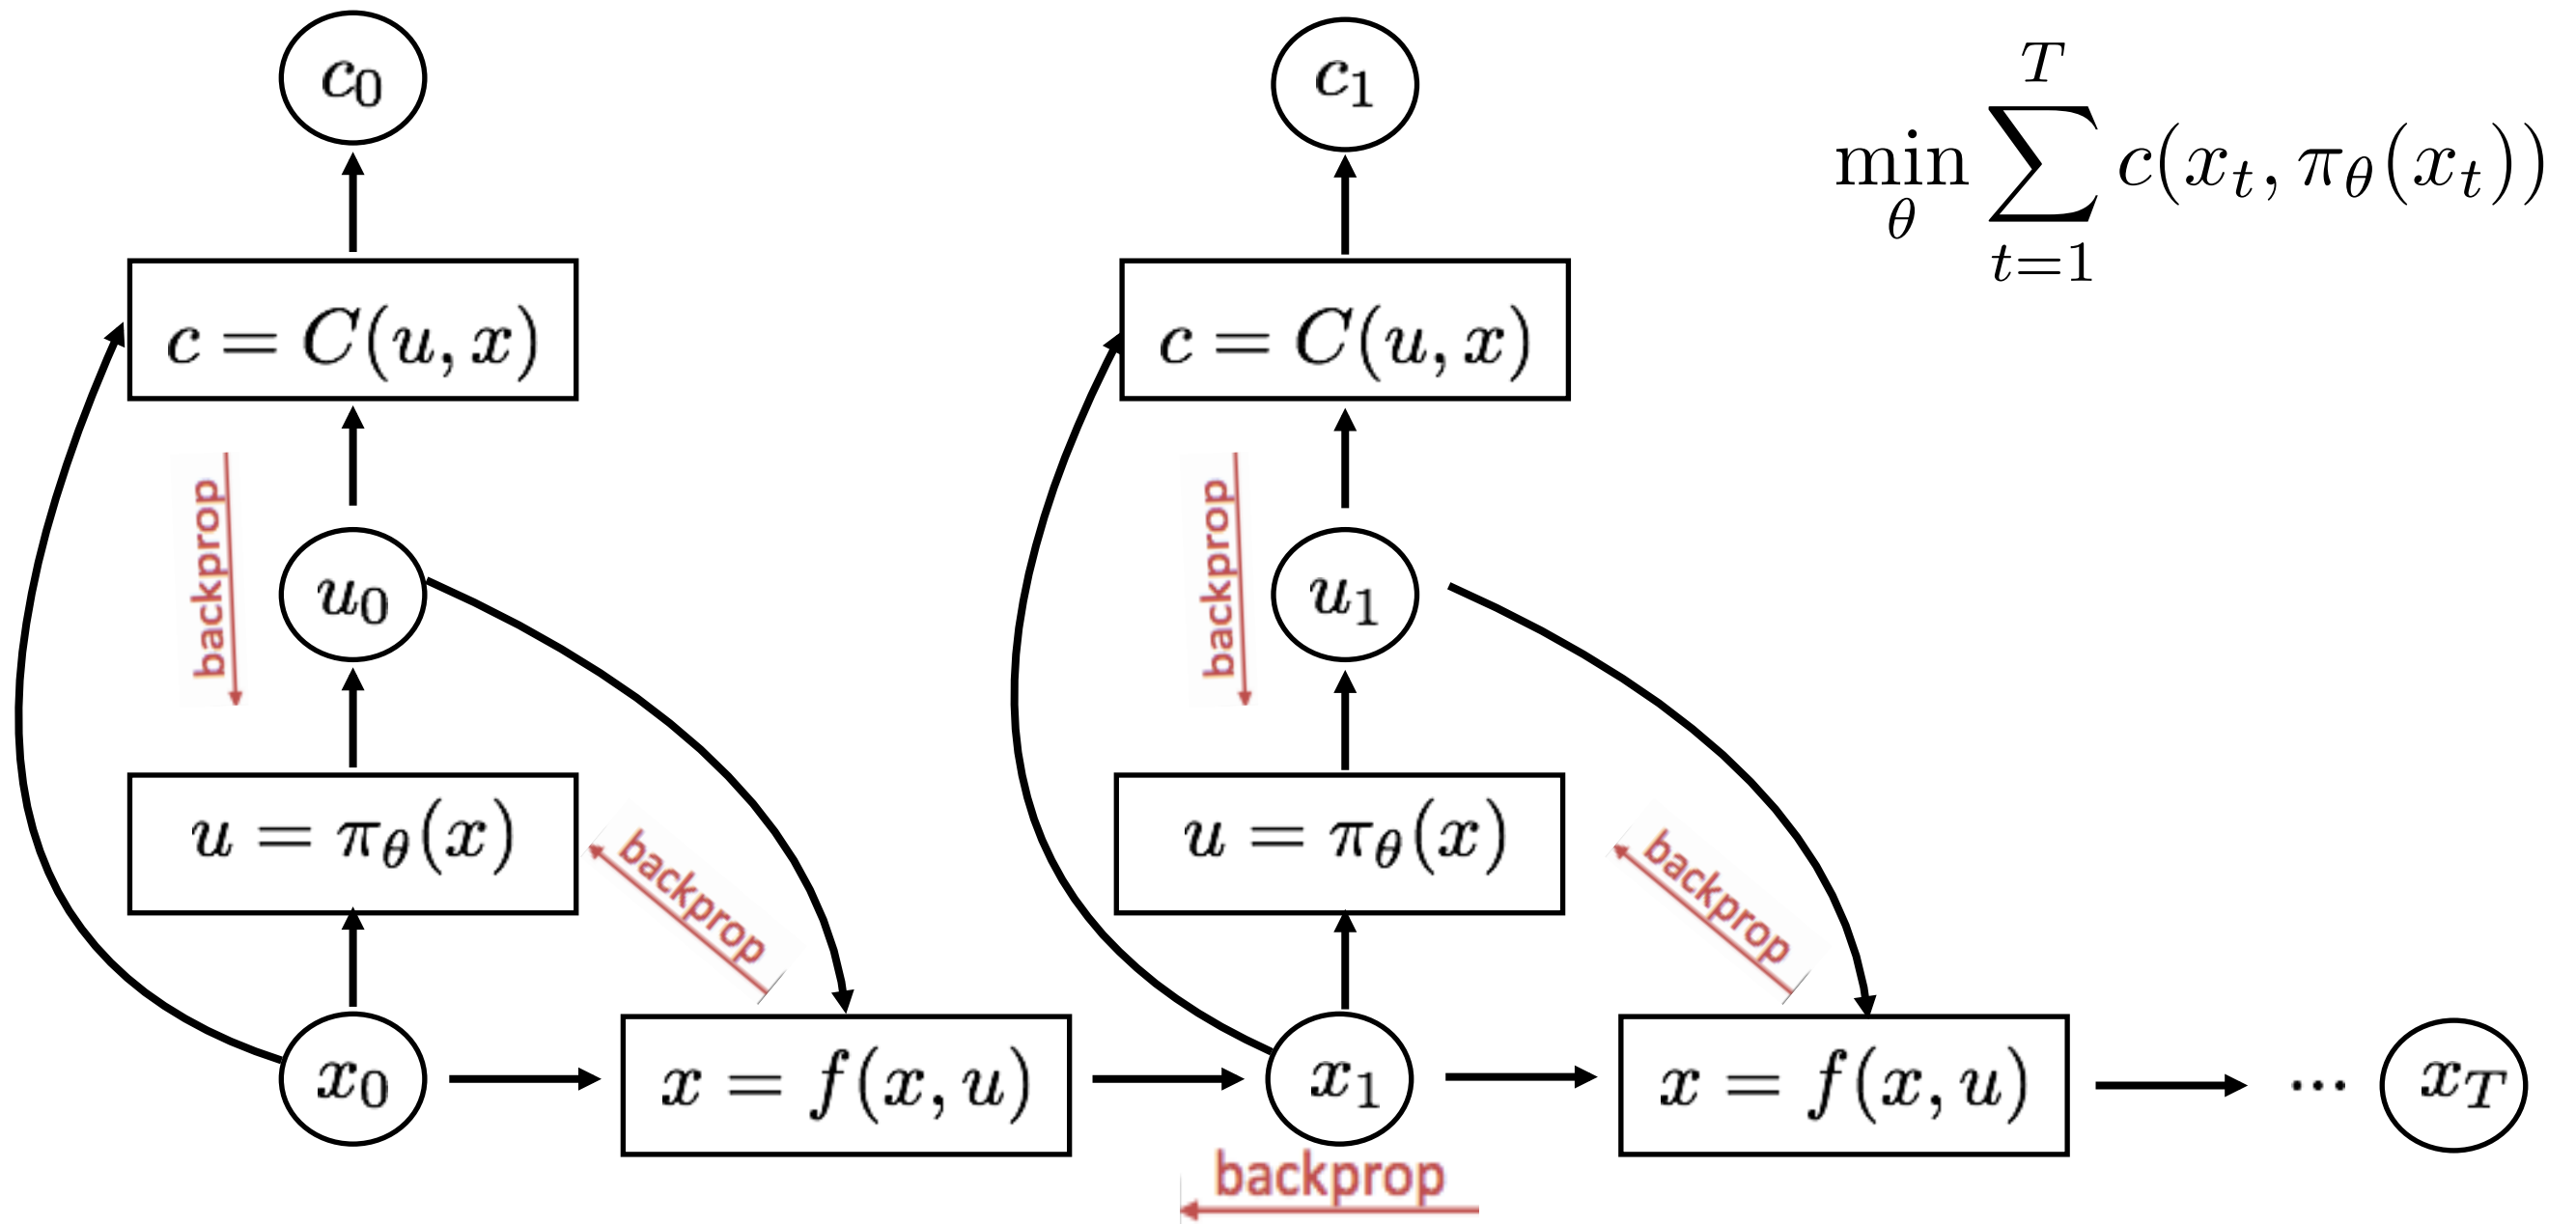 c₀
c₁
min_θ ∑_{t=1}^{T} c(x_t, π_θ(x_t))
c = C(u, x)
c = C(u, x)
backprop
backprop
u₀
u₁
u = π_θ(x)
backprop
u = π_θ(x)
backprop
x₀
x = f(x, u)
x₁
x = f(x, u)
...
x_T
backprop